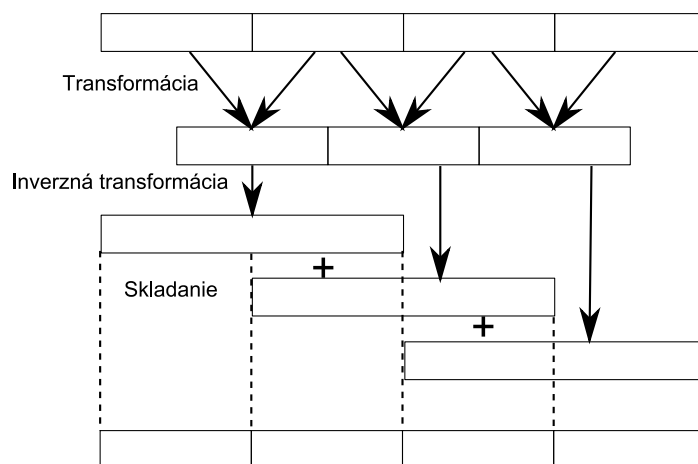 Transformácia
Inverzná transformácia
+
Skladanie
+